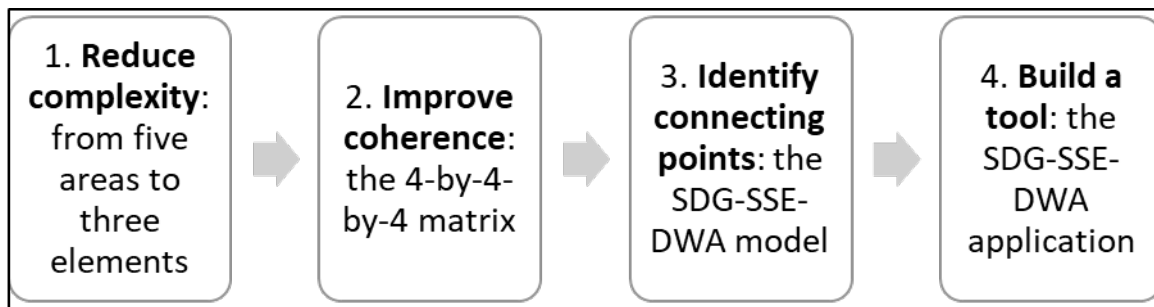 1. Reduce
complexity:
from five
areas to
three
elements
2. Improve
coherence:
the 4-by-4-
by-4 matrix
3. Identify
connecting
points: the
SDG-SSE-
DWA model
4. Build a
tool: the
SDG-SSE-
DWA
application